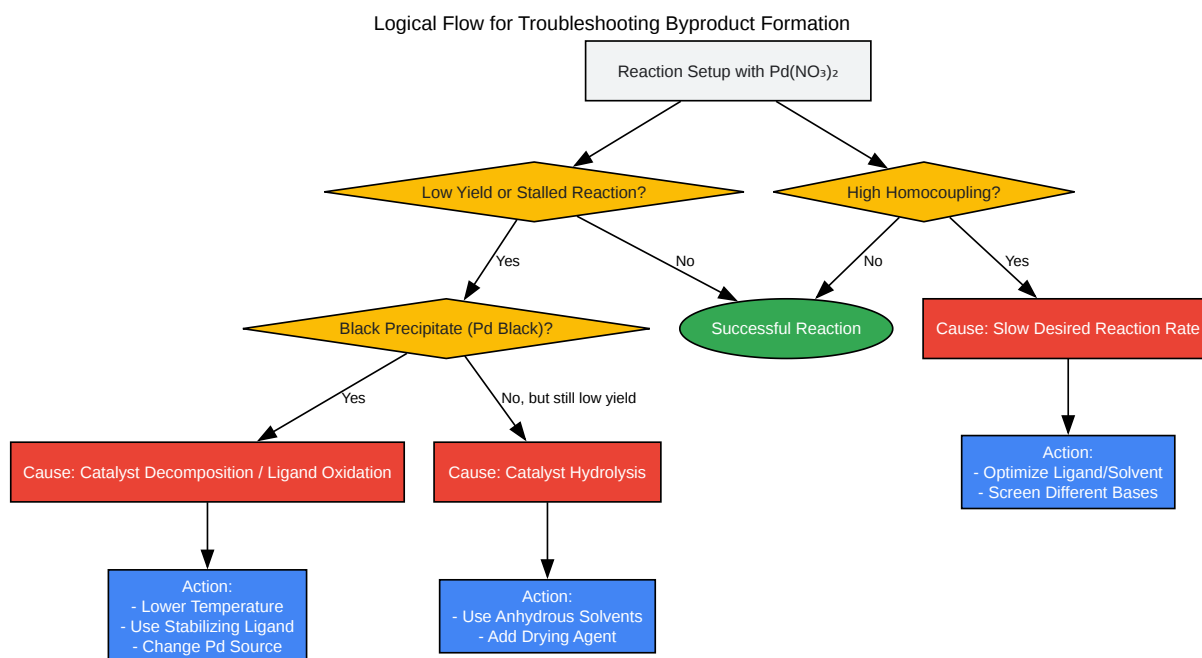 Logical Flow for Troubleshooting Byproduct Formation
Reaction Setup with Pd(NO₃)₂
Low Yield or Stalled Reaction?
High Homocoupling?
Yes
No
No
Yes
Black Precipitate (Pd Black)?
Successful Reaction
Cause: Slow Desired Reaction Rate
Yes
No, but still low yield
Cause: Catalyst Decomposition / Ligand Oxidation
Cause: Catalyst Hydrolysis
Action:
- Optimize Ligand/Solvent
- Screen Different Bases
Action:
- Lower Temperature
- Use Stabilizing Ligand
- Change Pd Source
Action:
- Use Anhydrous Solvents
- Add Drying Agent